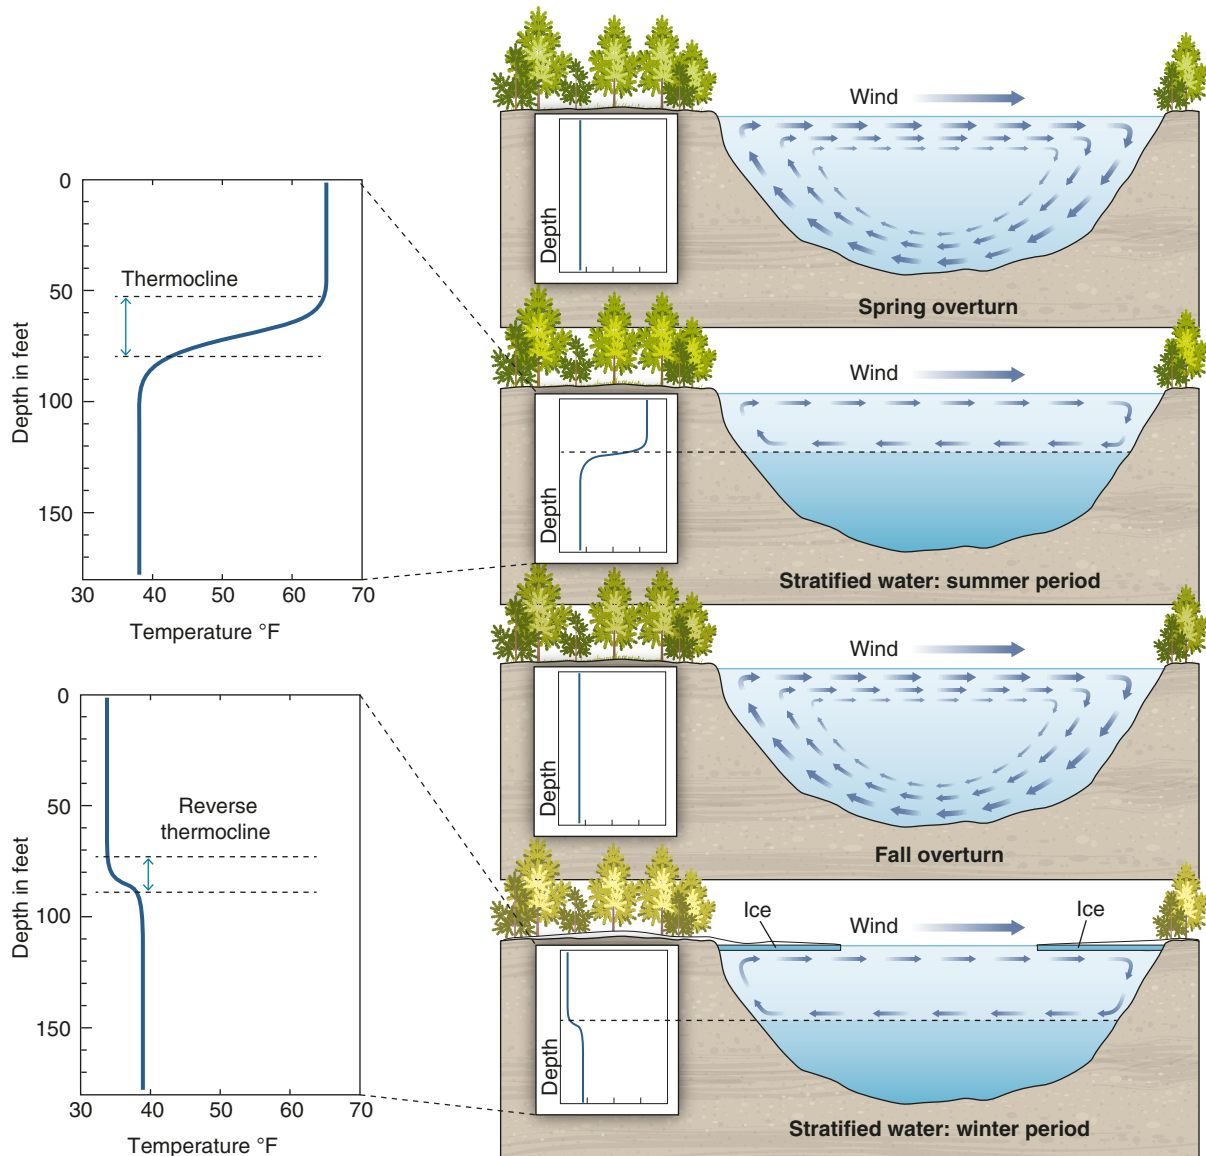 Wind
Depth
Spring overturn
0
50
100
150
Depth in feet
Thermocline
30
40
50
60
70
Temperature °F
Wind
Depth
Stratified water: summer period
Wind
Depth
Fall overturn
0
50
100
150
Depth in feet
Reverse
thermocline
30
40
50
60
70
Temperature °F
Ice
Wind
Ice
Depth
Stratified water: winter period